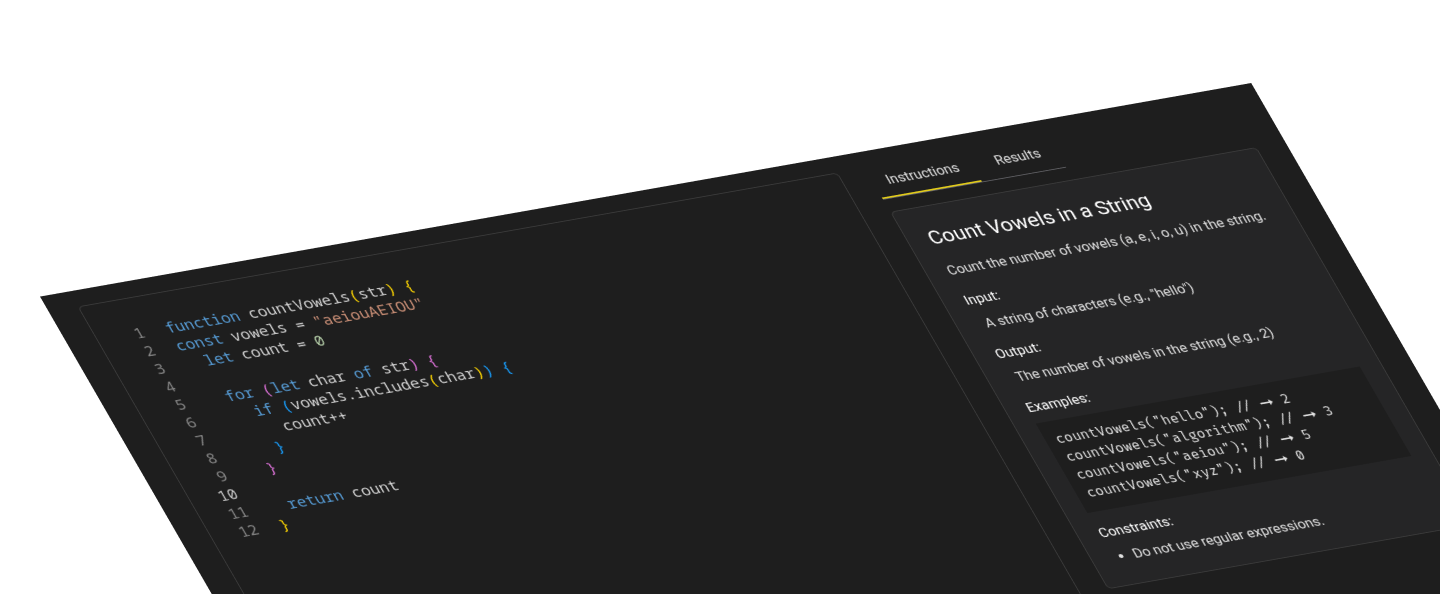 1 function countVowels(str) {
2 const vowels = "aeiouAEIOU"
3 let count = 0
4
5 for (let char of str) {
6 if (vowels.includes(char)) {
7 count++
8 }
9 }
10
11 return count
12 }
Instructions
Results
Count Vowels in a String
Count the number of vowels (a, e, i, o, u) in the string.
Input:
A string of characters (e.g., "hello")
Output:
The number of vowels in the string (e.g., 2)
Examples:
countVowels("hello"); // → 2
countVowels("algorithm"); // → 3
countVowels("aeiou"); // → 5
countVowels("xyz"); // → 0
Constraints:
• Do not use regular expressions.